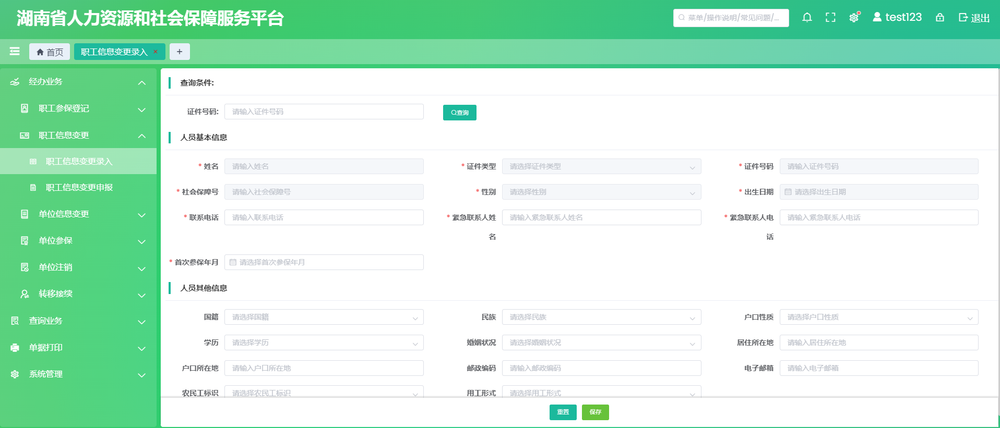 湖南省人力资源和社会保障服务平台
菜单/操作说明/常见问题/...
test123
退出
首页
职工信息变更录入 ×
+
经办业务
职工参保登记
职工信息变更
职工信息变更录入
职工信息变更申报
单位信息变更
单位参保
单位注销
转移接续
查询业务
单据打印
系统管理
查询条件:
证件号码: 请输入证件号码 查询
人员基本信息
* 姓名 请输入姓名 * 证件类型 请选择证件类型 * 证件号码 请输入证件号码
* 社会保障号 请输入社会保障号 * 性别 请选择性别 * 出生日期 请选择出生日期
* 联系电话 请输入联系电话 * 紧急联系人姓名 请输入紧急联系人姓名 * 紧急联系人电话 请输入紧急联系人电话
* 首次参保年月 请选择首次参保年月
人员其他信息
国籍 请选择国籍 民族 请选择民族 户口性质 请选择户口性质
学历 请选择学历 婚姻状况 请选择婚姻状况 居住所在地 请输入居住所在地
户口所在地 请输入户口所在地 邮政编码 请输入邮政编码 电子邮箱 请输入电子邮箱
农民工标识 请选择农民工标识 用工形式 请选择用工形式
重置 保存